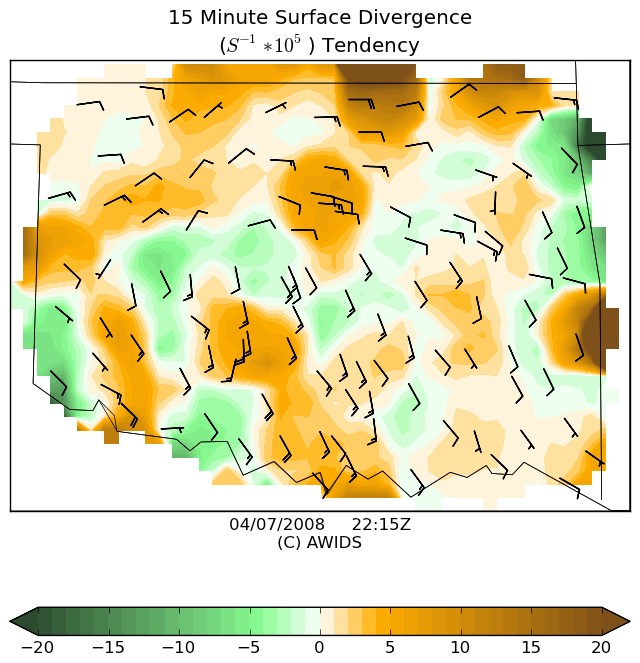 15 Minute Surface Divergence
(S⁻¹ * 10⁵ ) Tendency
04/07/2008 22:15Z
(C) AWIDS
−20 −15 −10 −5 0 5 10 15 20